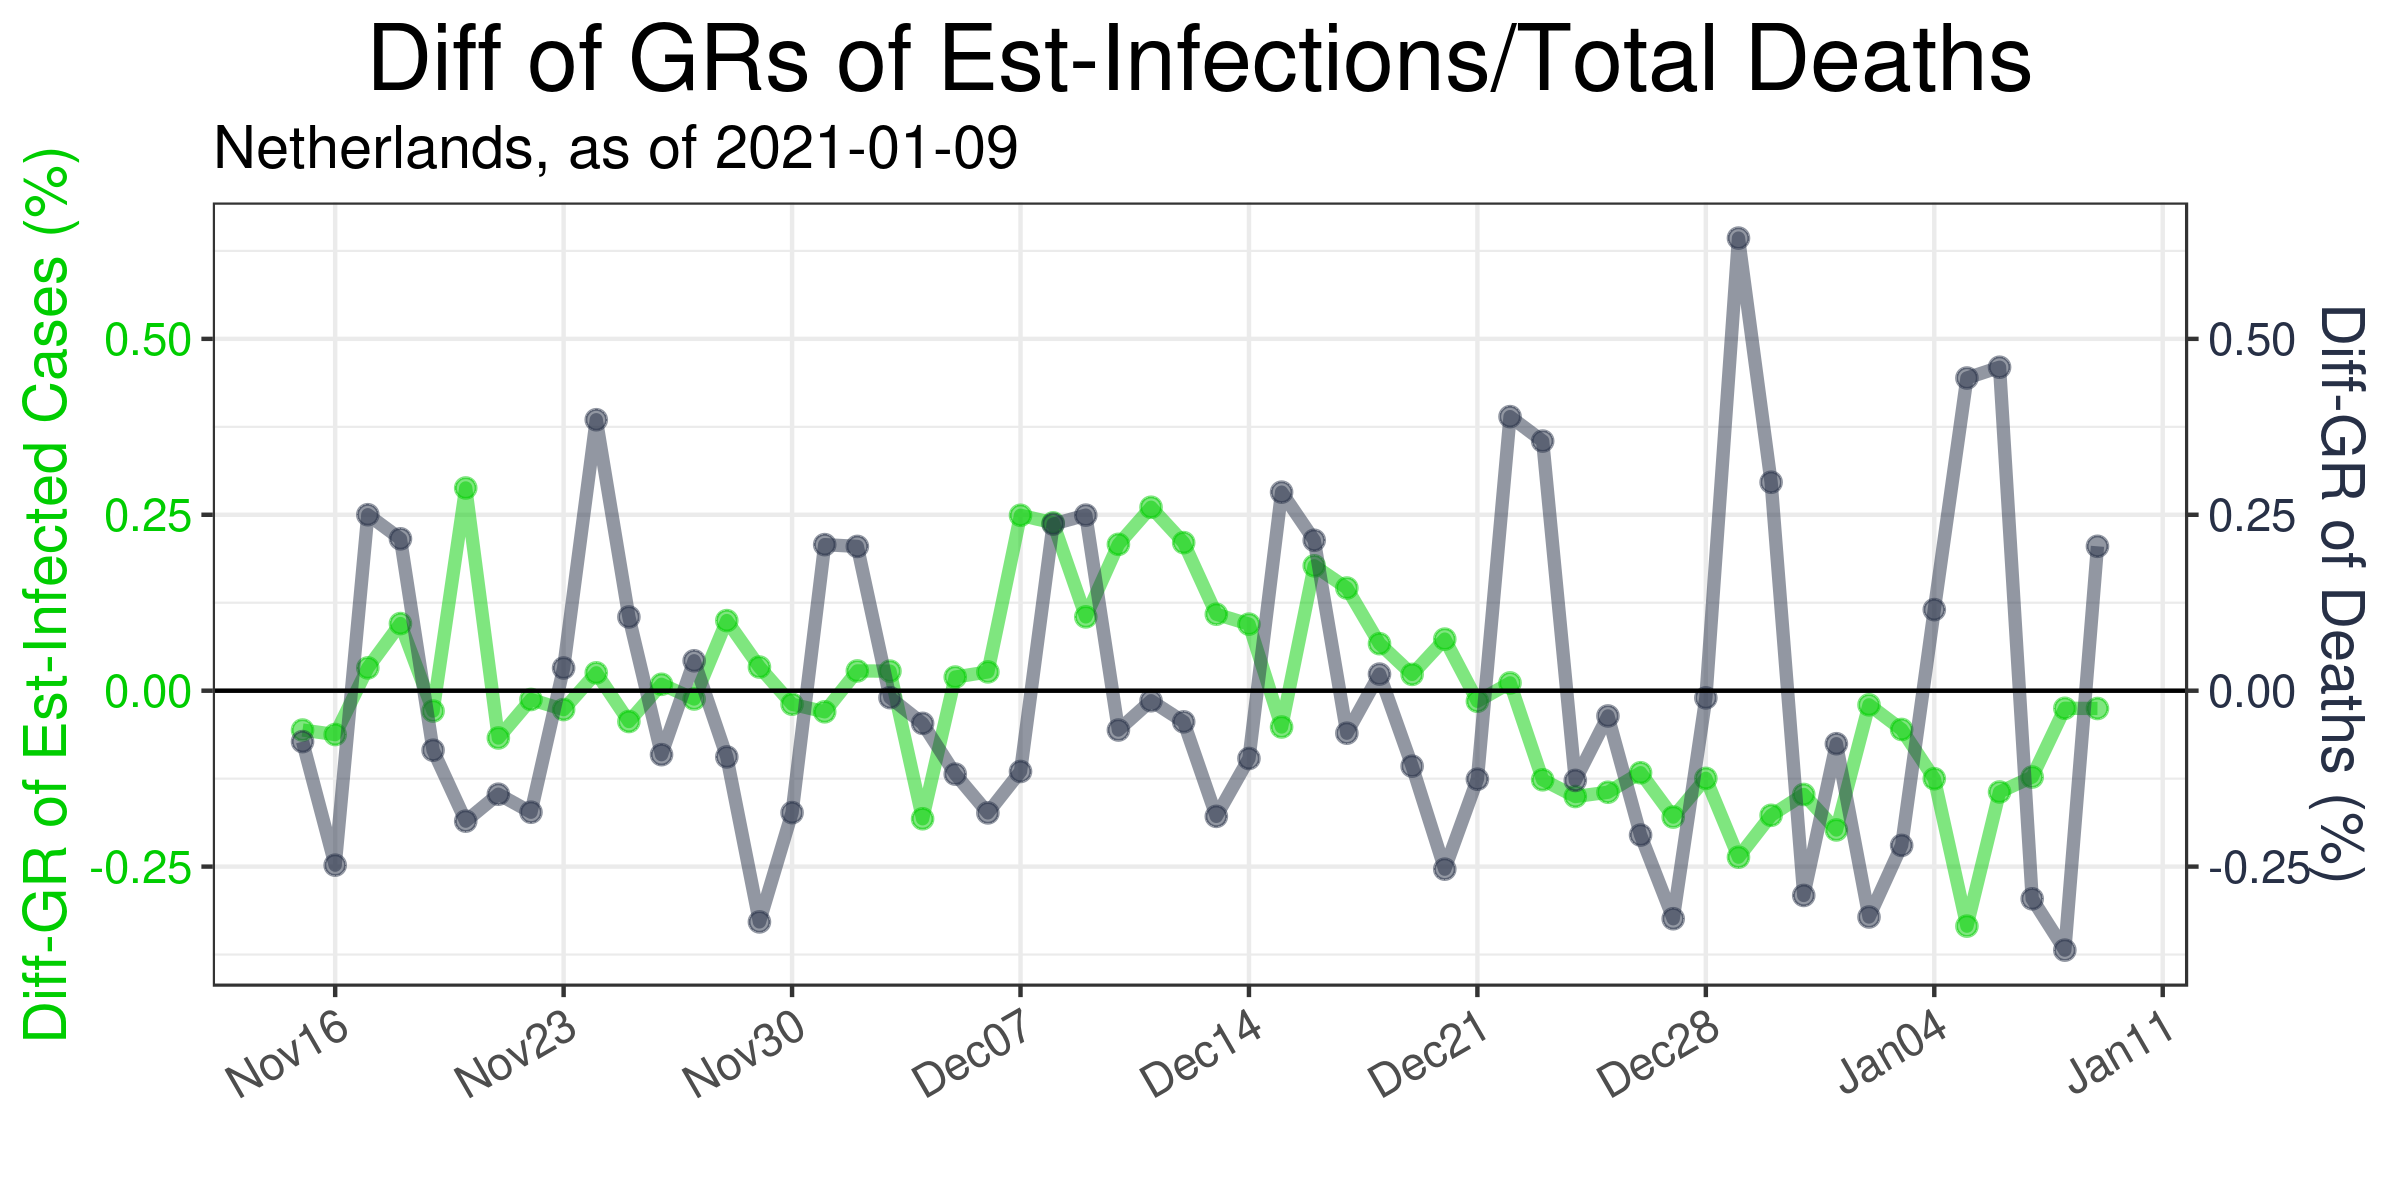 Diff of GRs of Est-Infections/Total Deaths
Netherlands, as of 2021-01-09
Diff-GR of Est-Infected Cases (%)
0.50
0.25
0.00
-0.25
0.50
0.25
0.00
-0.25
Diff-GR of Deaths (%)
Nov16
Nov23
Nov30
Dec07
Dec14
Dec21
Dec28
Jan04
Jan11